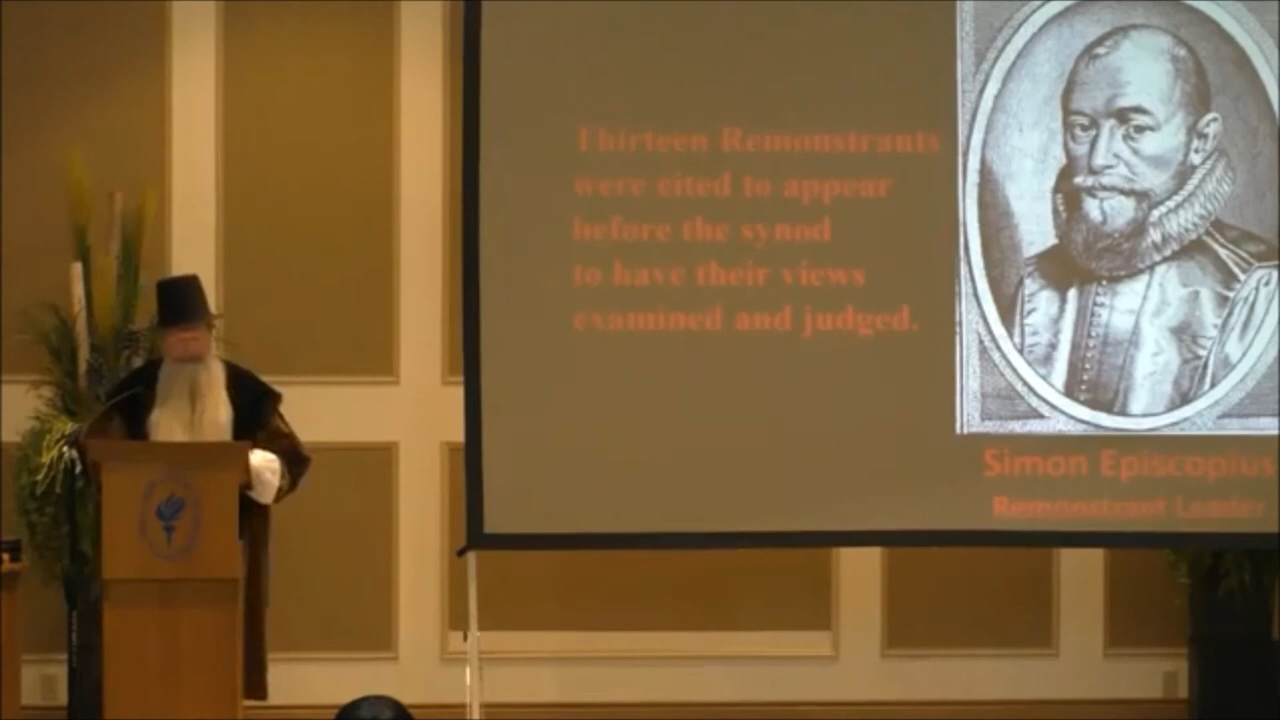 Thirteen Remonstrants
were cited to appear
before the synod
to have their views
examined and judged.
Simon Episcopius
Remonstrant Leader